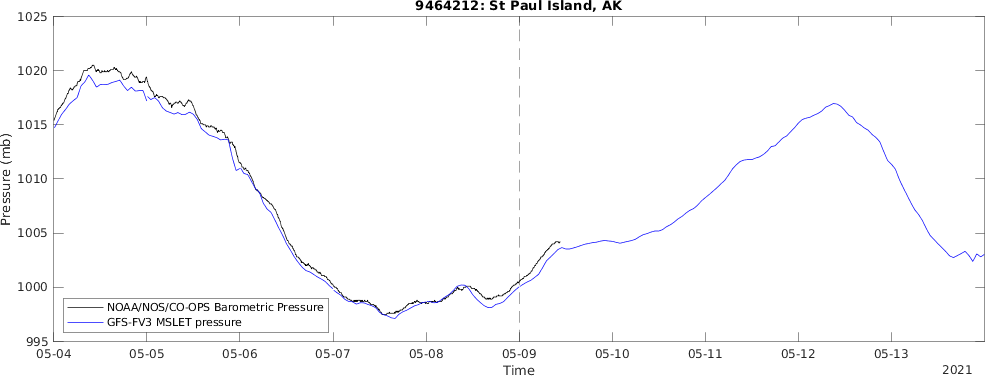 9464212: St Paul Island, AK
Pressure (mb)
1025
1020
1015
1010
1005
1000
995
NOAA/NOS/CO-OPS Barometric Pressure
GFS-FV3 MSLET pressure
05-04 05-05 05-06 05-07 05-08 05-09 05-10 05-11 05-12 05-13
Time
2021